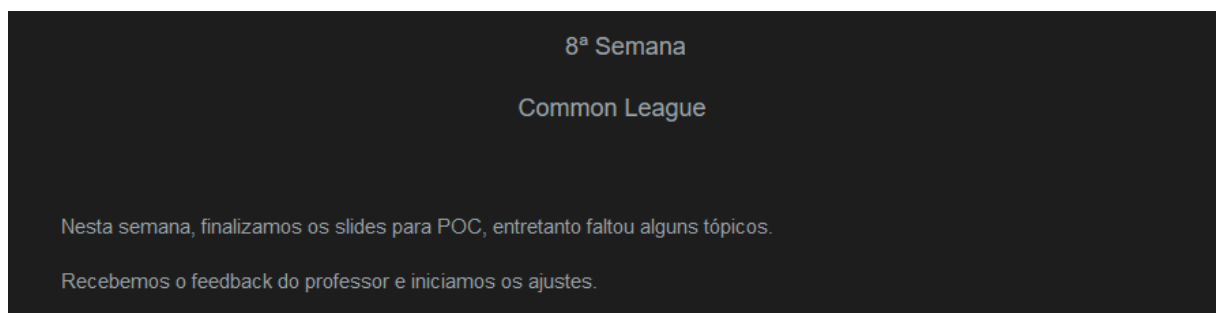 8ª Semana
Common League
Nesta semana, finalizamos os slides para POC, entretanto faltou alguns tópicos.
Recebemos o feedback do professor e iniciamos os ajustes.